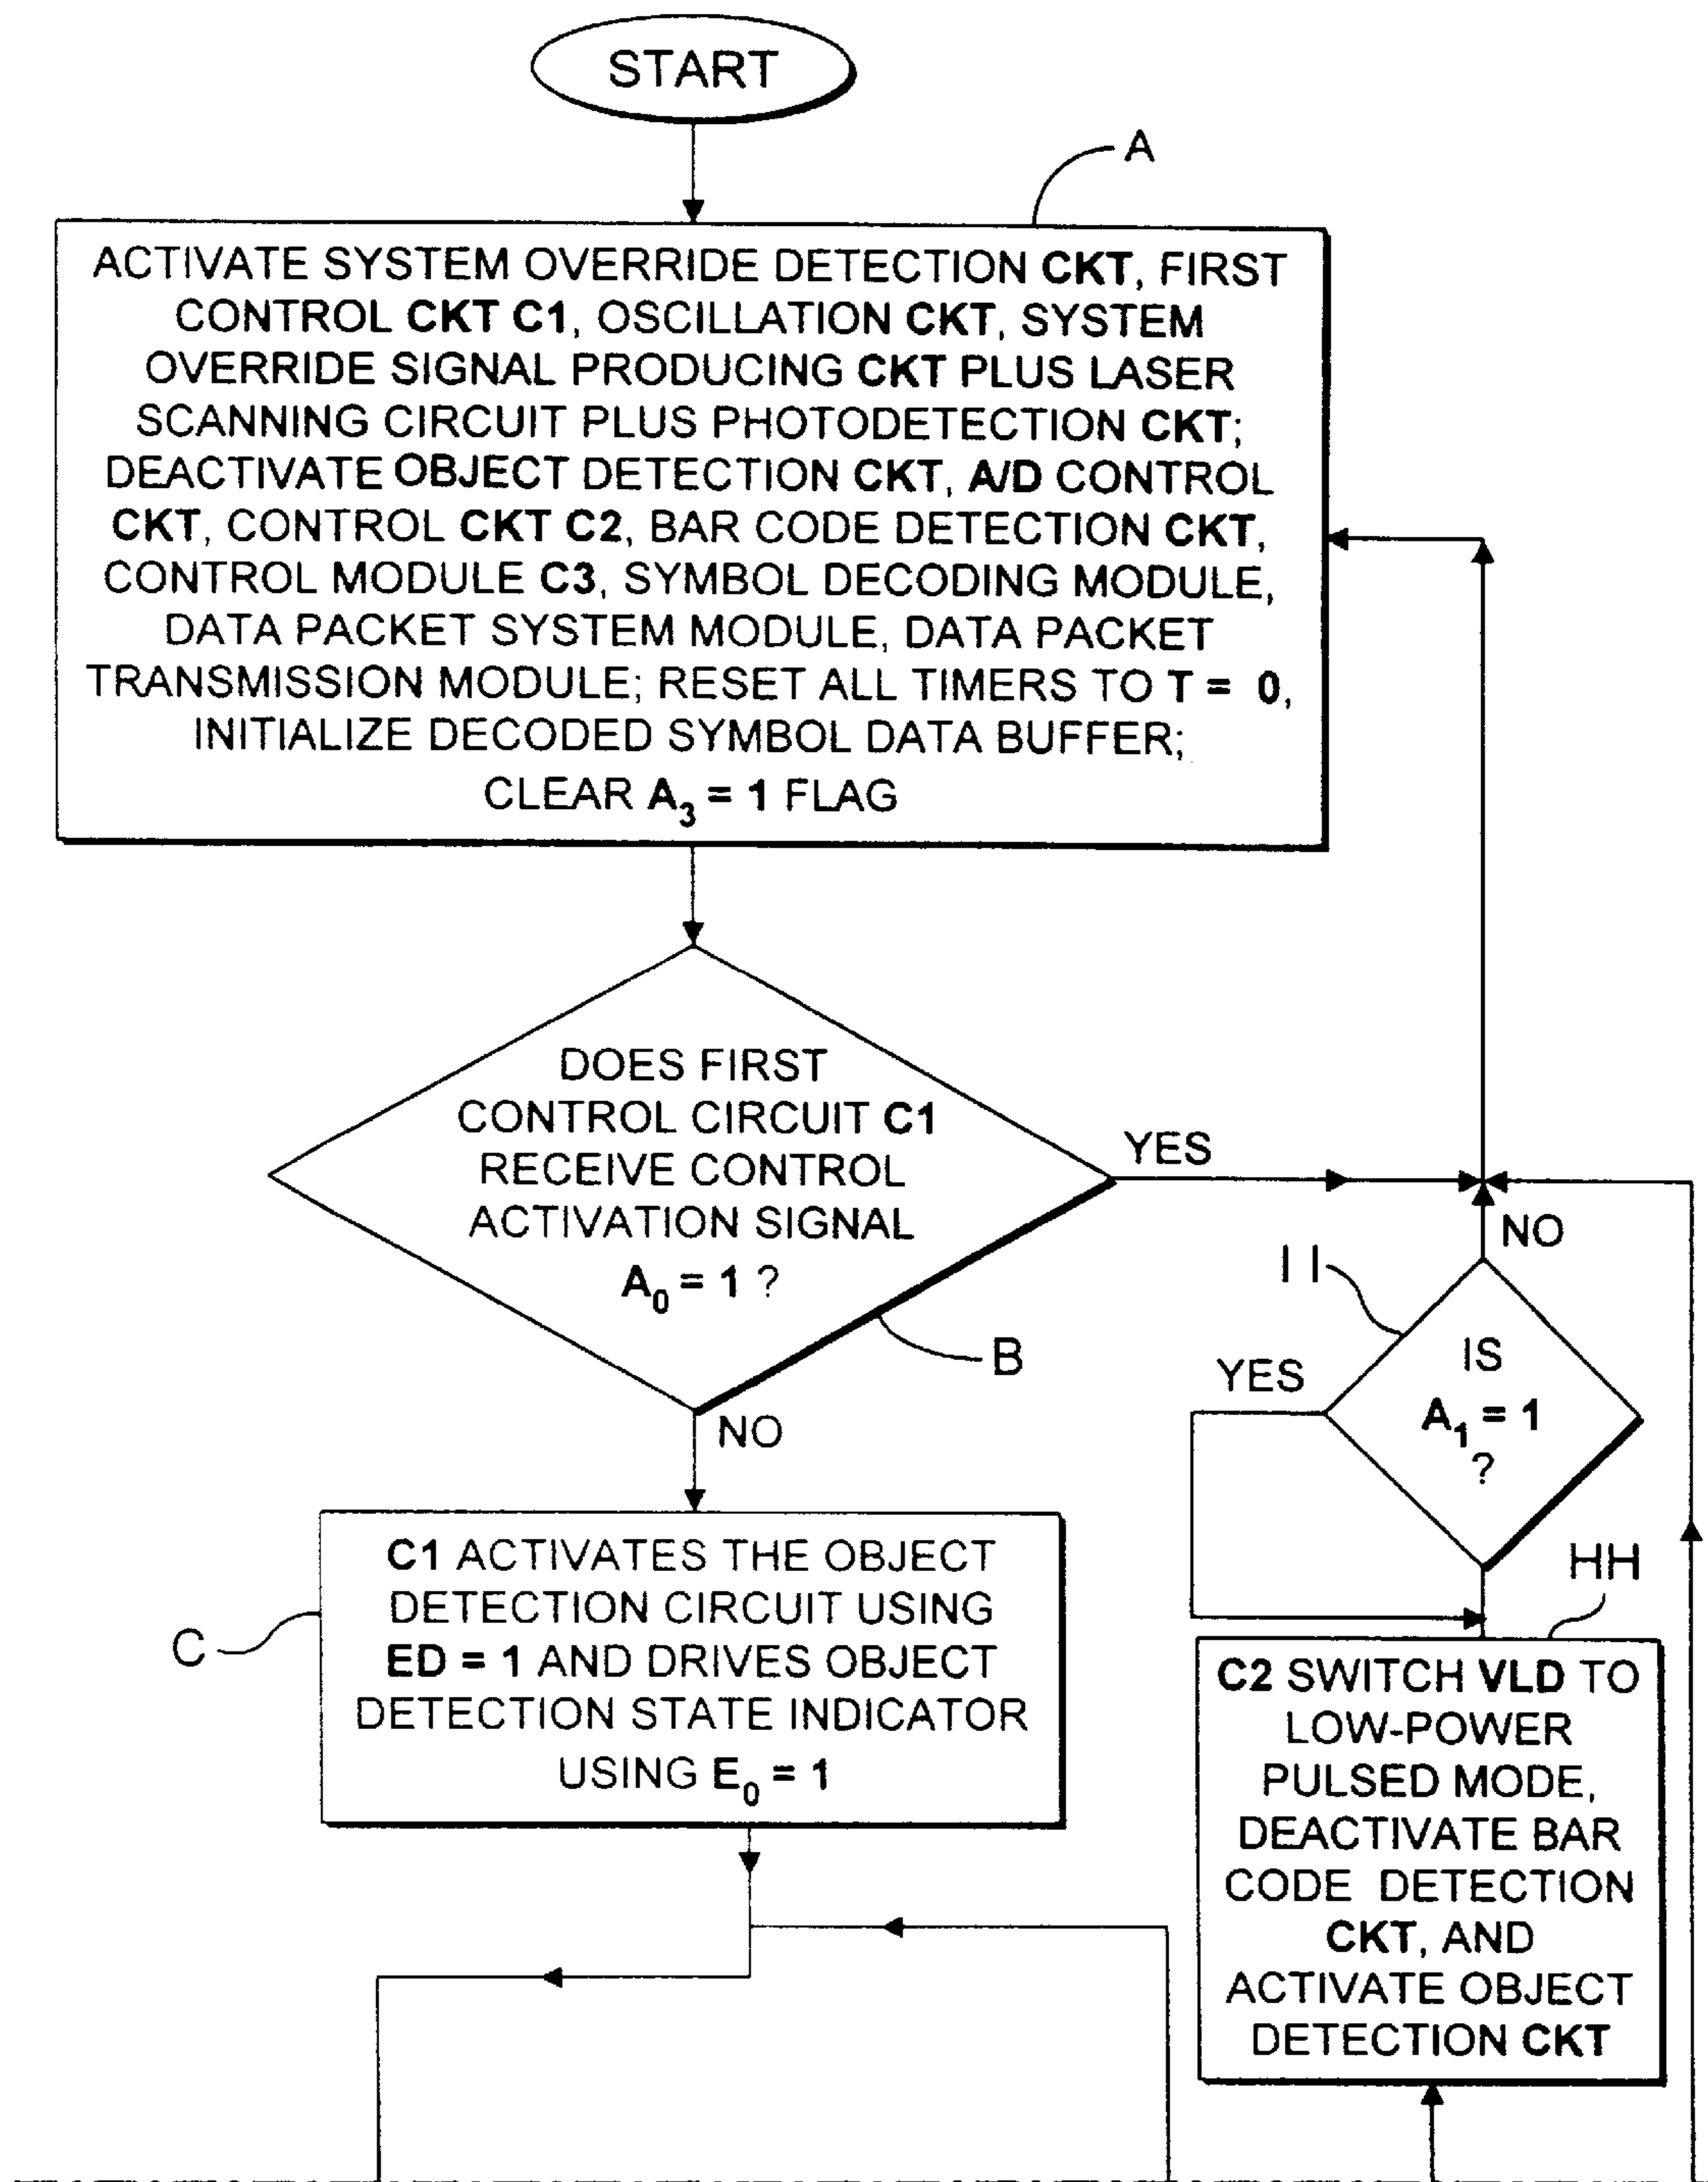 START
A
ACTIVATE SYSTEM OVERRIDE DETECTION CKT, FIRST
CONTROL CKT C1, OSCILLATION CKT, SYSTEM
OVERRIDE SIGNAL PRODUCING CKT PLUS LASER
SCANNING CIRCUIT PLUS PHOTODETECTION CKT;
DEACTIVATE OBJECT DETECTION CKT, A/D CONTROL
CKT, CONTROL CKT C2, BAR CODE DETECTION CKT,
CONTROL MODULE C3, SYMBOL DECODING MODULE,
DATA PACKET SYSTEM MODULE, DATA PACKET
TRANSMISSION MODULE; RESET ALL TIMERS TO T = 0,
INITIALIZE DECODED SYMBOL DATA BUFFER;
CLEAR A₃ = 1 FLAG
DOES FIRST
CONTROL CIRCUIT C1
RECEIVE CONTROL
ACTIVATION SIGNAL
A₀ = 1 ?
YES
B
NO
NO
II
IS
A₁ = 1
?
YES
C
C1 ACTIVATES THE OBJECT
DETECTION CIRCUIT USING
ED = 1 AND DRIVES OBJECT
DETECTION STATE INDICATOR
USING E₀ = 1
HH
C2 SWITCH VLD TO
LOW-POWER
PULSED MODE,
DEACTIVATE BAR
CODE DETECTION
CKT, AND
ACTIVATE OBJECT
DETECTION CKT